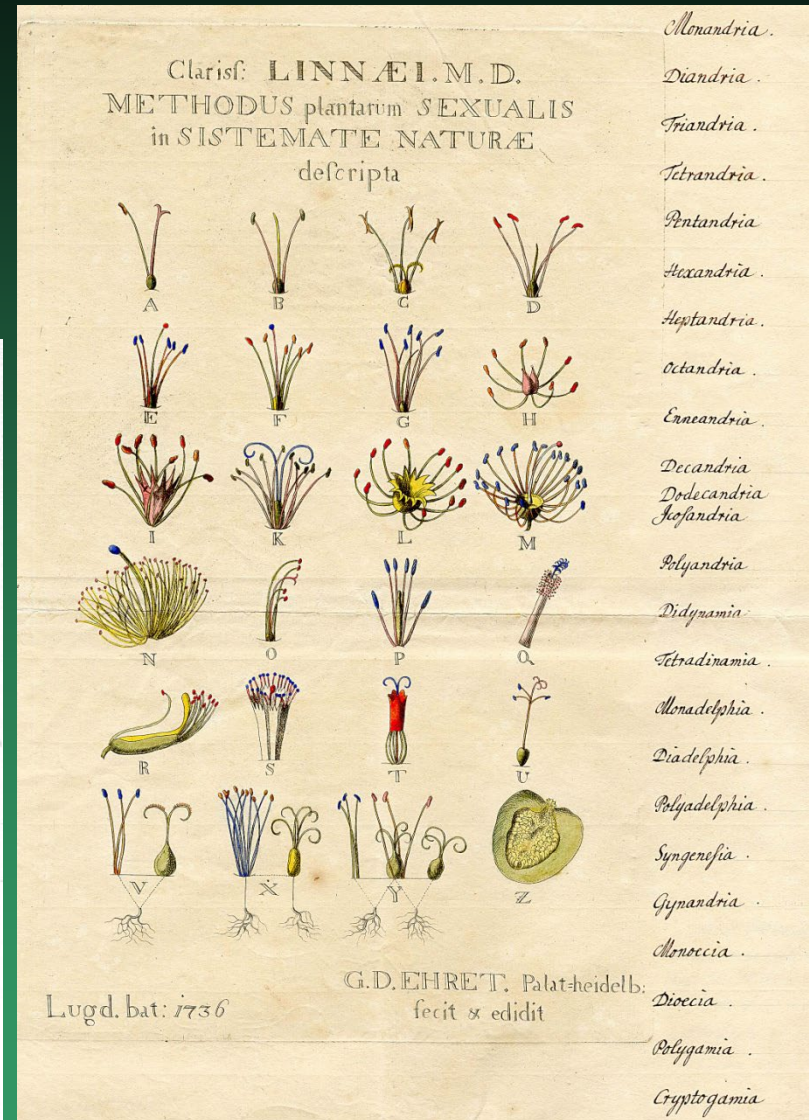 Clariſſ: LINNÆI. M. D.
METHODUS plantarum SEXUALIS
in SISTEMATE NATURÆ
deſcripta
A B C D
E F G H
I K L M
N O P Q
R S T U
V X Y Z
Lugd. bat: 1736
G. D. EHRET. Palat=heidelb:
fecit & edidit
Monandria.
Diandria.
Triandria.
Tetrandria.
Pentandria
Hexandria.
Heptandria.
Octandria.
Enneandria.
Decandria
Dodecandria
Jcoſandria
Polyandria
Didynamia
Tetradinamia.
Monadelphia.
Diadelphia.
Polyadelphia.
Syngeneſia.
Gynandria.
Monoecia.
Dioecia.
Polygamia.
Cryptogamia